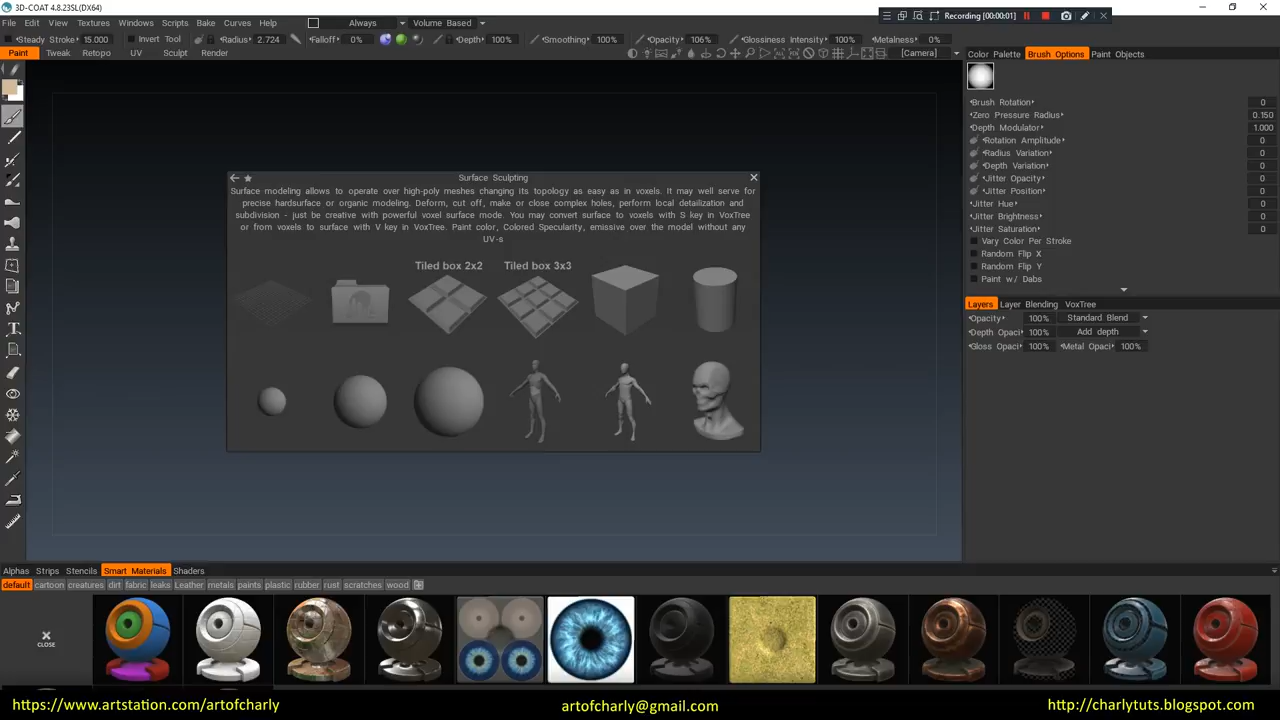 3D-COAT 4.8.23SL(DX64)
Recording [00:00:01]
File Edit View Textures Windows Scripts Bake Curves Help Always Volume Based
Steady Stroke 15.000 Invert Tool Radius 2.724 Falloff 0% Depth 100% Smoothing 100% Opacity 106% Glossiness Intensity 100% Metalness 0%
Paint Tweak Retopo UV Sculpt Render [Camera]
Color Palette Brush Options Paint Objects
Brush Rotation 0
Zero Pressure Radius 0.150
Depth Modulator 1.000
Rotation Amplitude 0
Radius Variation 0
Depth Variation 0
Jitter Opacity 0
Jitter Position 0
Jitter Hue 0
Jitter Brightness 0
Jitter Saturation 0
Vary Color Per Stroke
Random Flip X
Random Flip Y
Paint w/ Dabs
Layers Layer Blending VoxTree
Opacity 100% Standard Blend
Depth Opaci 100% Add depth
Gloss Opaci 100% Metal Opaci 100%
Surface Sculpting
Surface modeling allows to operate over high-poly meshes changing its topology as easy as in voxels. It may well serve for
precise hardsurface or organic modeling. Deform, cut off, make or close complex holes, perform local detailization and
subdivision - just be creative with powerful voxel surface mode. You may convert surface to voxels with S key in VoxTree
or from voxels to surface with V key in VoxTree. Paint color, Colored Specularity, emissive over the model without any
UV-s
Tiled box 2x2 Tiled box 3x3
Alphas Strips Stencils Smart Materials Shaders
default cartoon creatures dirt fabric leaks Leather metals paints plastic rubber rust scratches wood
CLOSE
https://www.artstation.com/artofcharly artofcharly@gmail.com http://charlytuts.blogspot.com